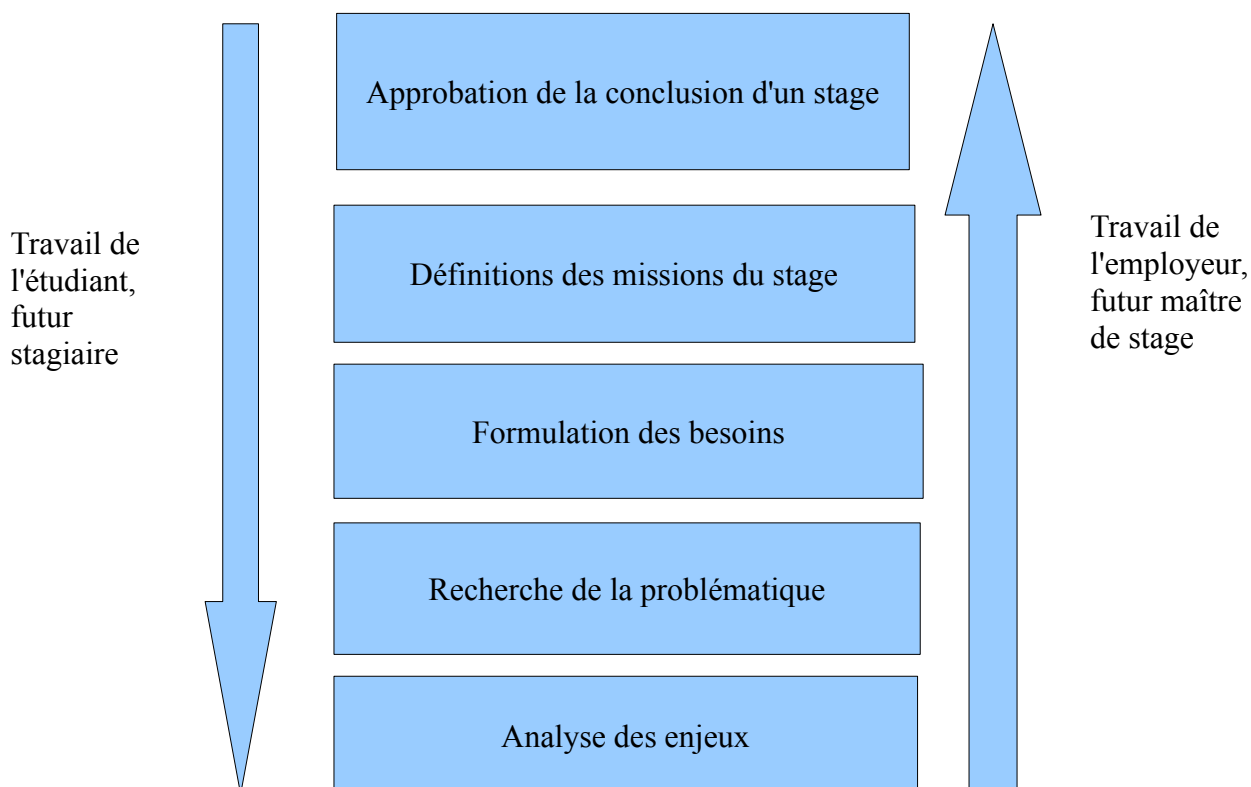 Approbation de la conclusion d'un stage
Travail de
l'étudiant,
futur
stagiaire
Définitions des missions du stage
Travail de
l'employeur,
futur maître
de stage
Formulation des besoins
Recherche de la problématique
Analyse des enjeux